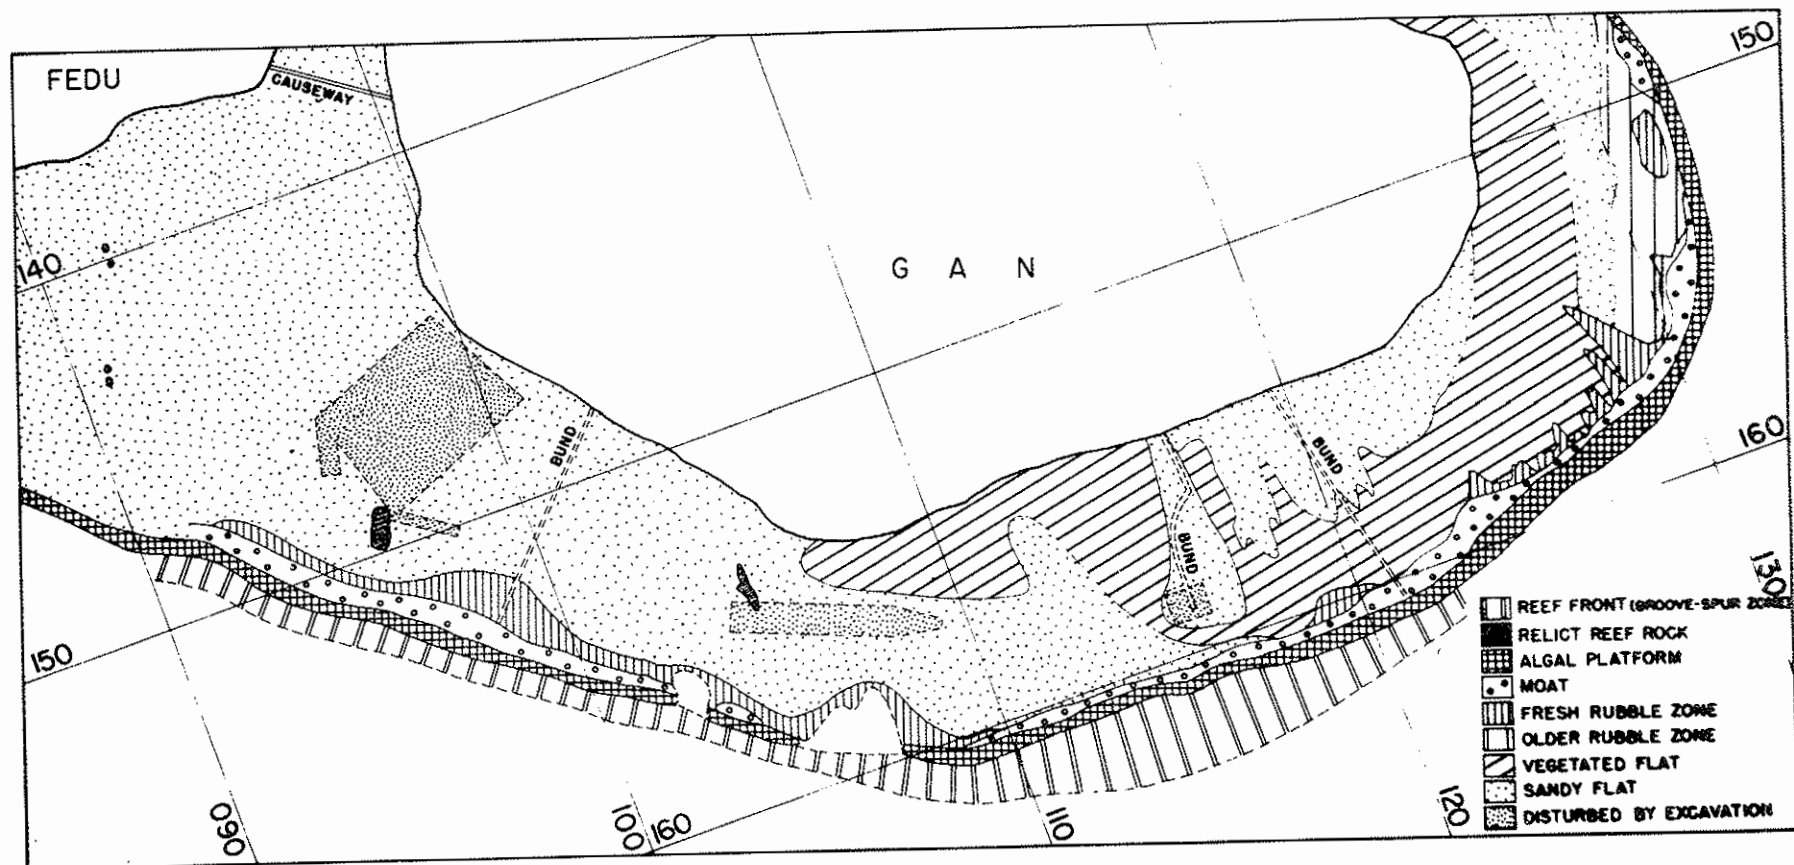 FEDU
CAUSEWAY
150
140
G A N
BUND
BUND
BUND
160
130
150
REEF FRONT (GROOVE-SPUR ZONE)
RELICT REEF ROCK
ALGAL PLATFORM
MOAT
FRESH RUBBLE ZONE
OLDER RUBBLE ZONE
VEGETATED FLAT
SANDY FLAT
DISTURBED BY EXCAVATION
090
100
160
110
120